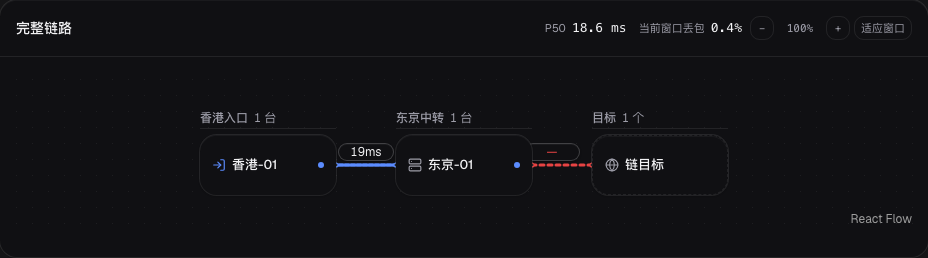 完整链路
P50 18.6 ms 当前窗口丢包 0.4% − 100% + 适应窗口
香港入口 1 台 东京中转 1 台 目标 1 个
香港-01 19ms 东京-01 — 链目标
React Flow